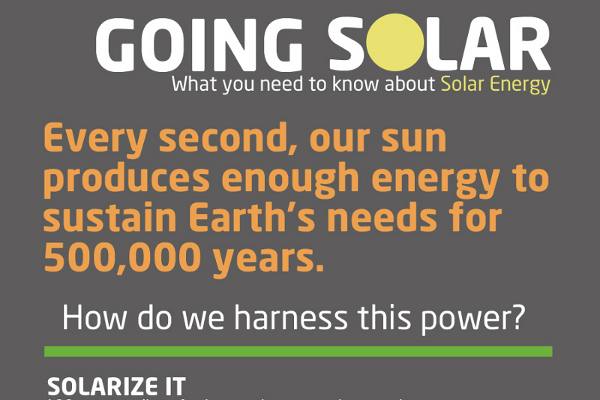 GOING SOLAR
What you need to know about Solar Energy
Every second, our sun
produces enough energy to
sustain Earth's needs for
500,000 years.
How do we harness this power?
SOLARIZE IT